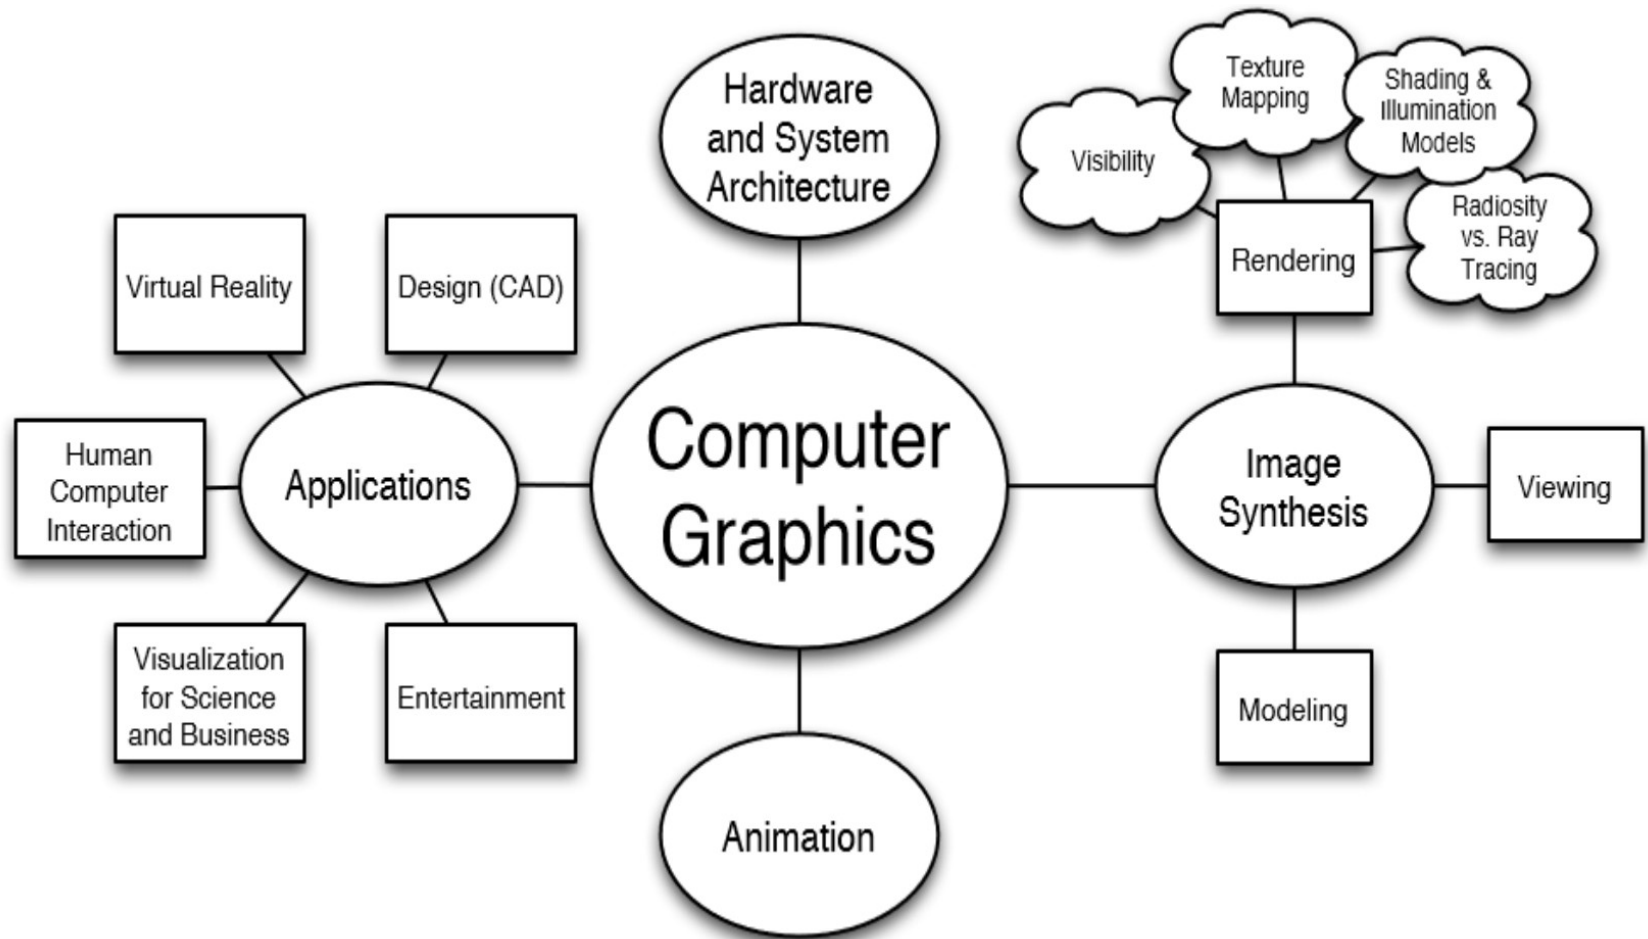 Hardware
and System
Architecture
Texture
Mapping
Shading &
Illumination
Models
Visibility
Radiosity
vs. Ray
Tracing
Rendering
Virtual Reality
Design (CAD)
Human
Computer
Interaction
Applications
Computer
Graphics
Image
Synthesis
Viewing
Visualization
for Science
and Business
Entertainment
Modeling
Animation